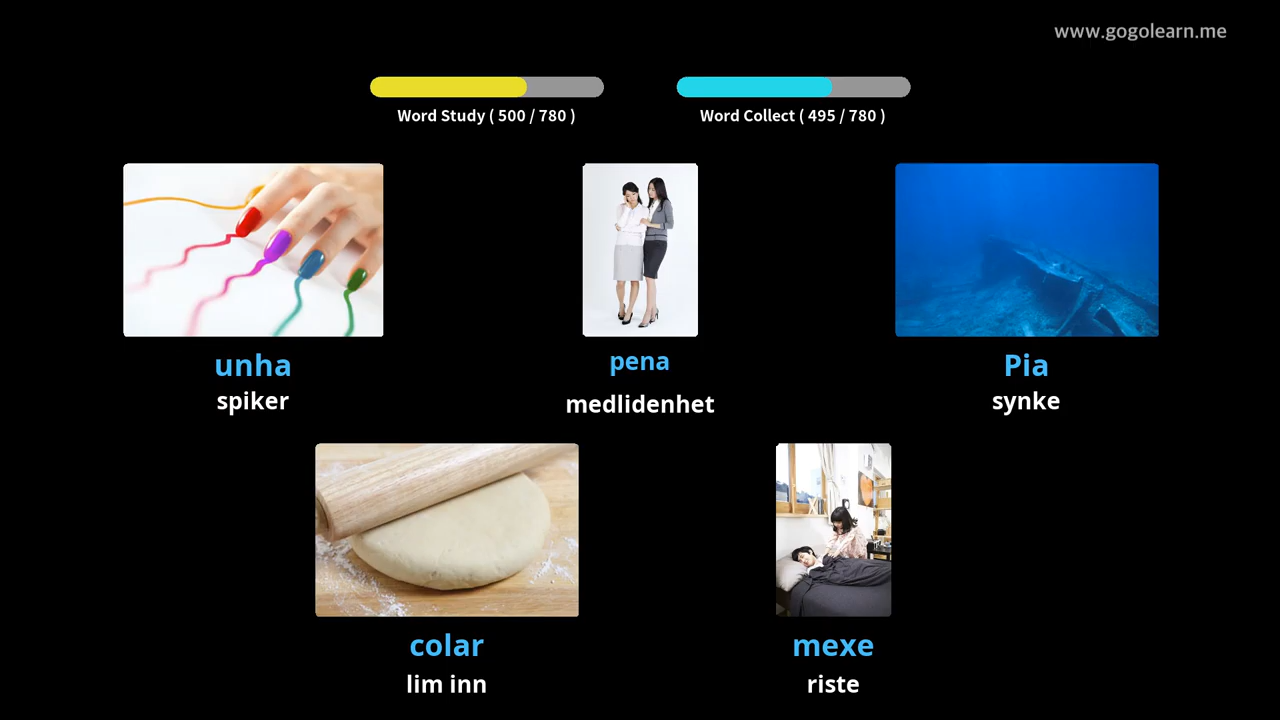 www.gogolearn.me
Word Study ( 500 / 780 )
Word Collect ( 495 / 780 )
unha
spiker
pena
medlidenhet
Pia
synke
colar
lim inn
mexe
riste